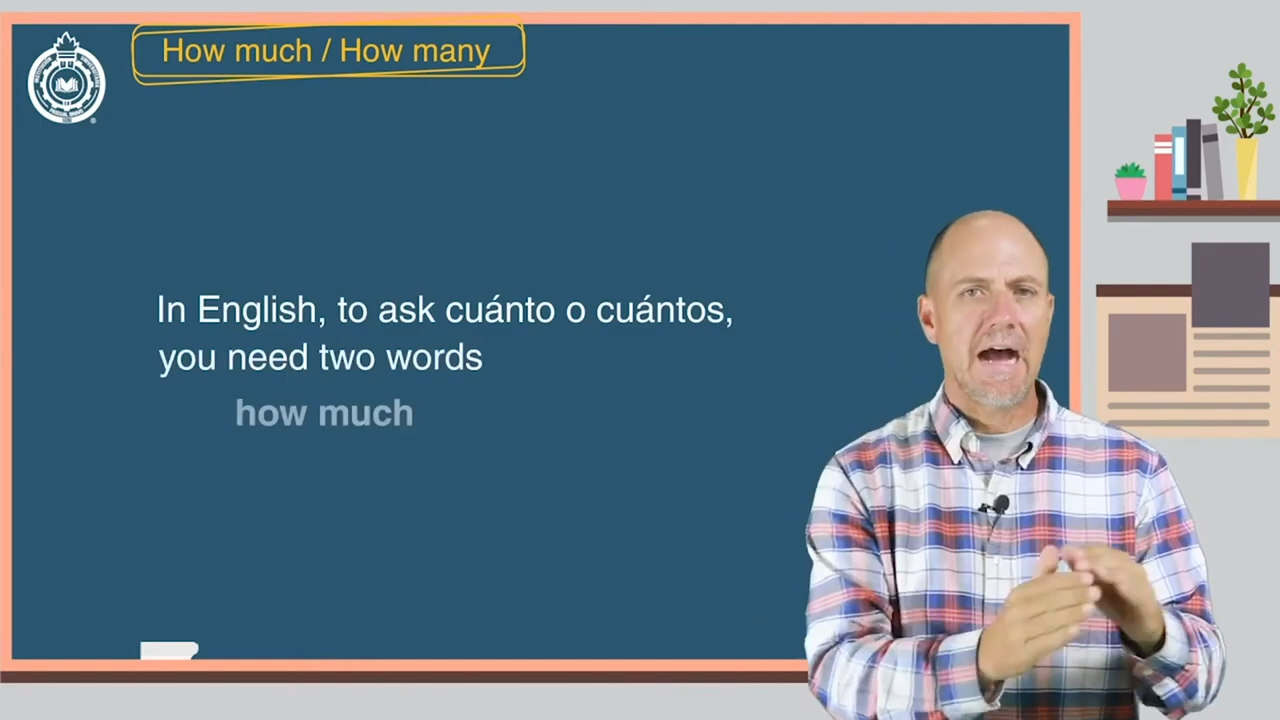 How much / How many
In English, to ask cuánto o cuántos,
you need two words
how much